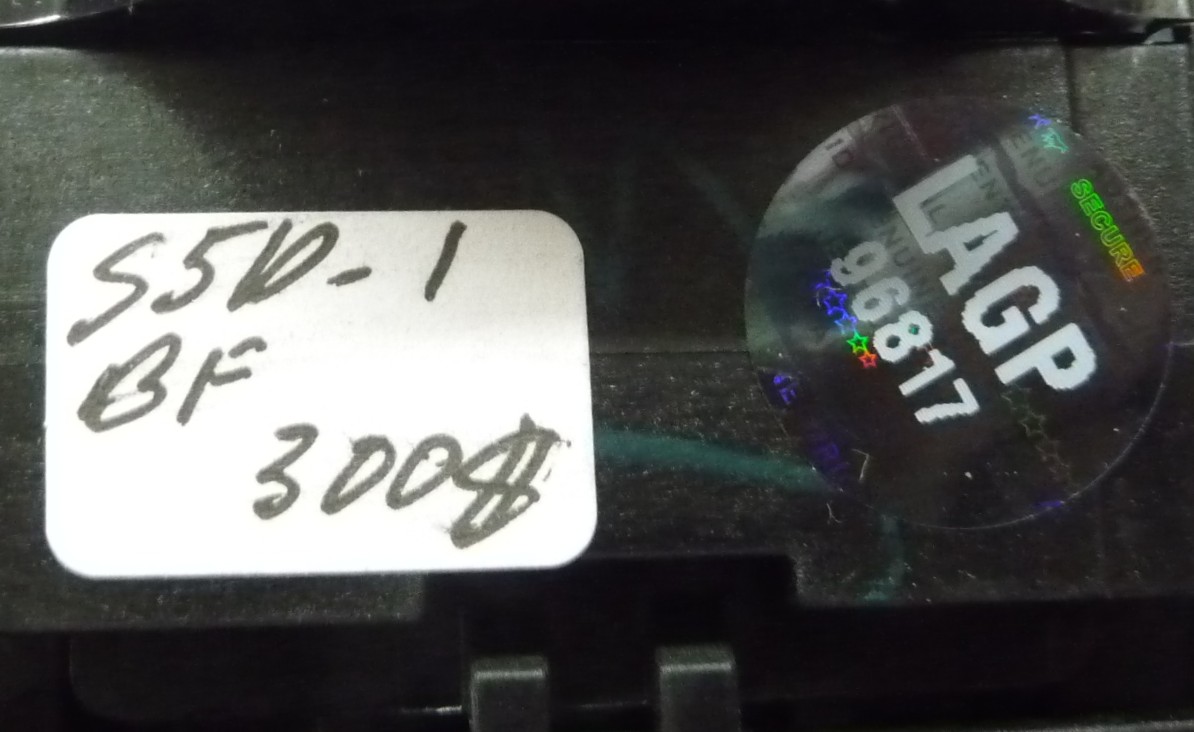 S5D-1
BF
300$
LAGP
96817
SECURE